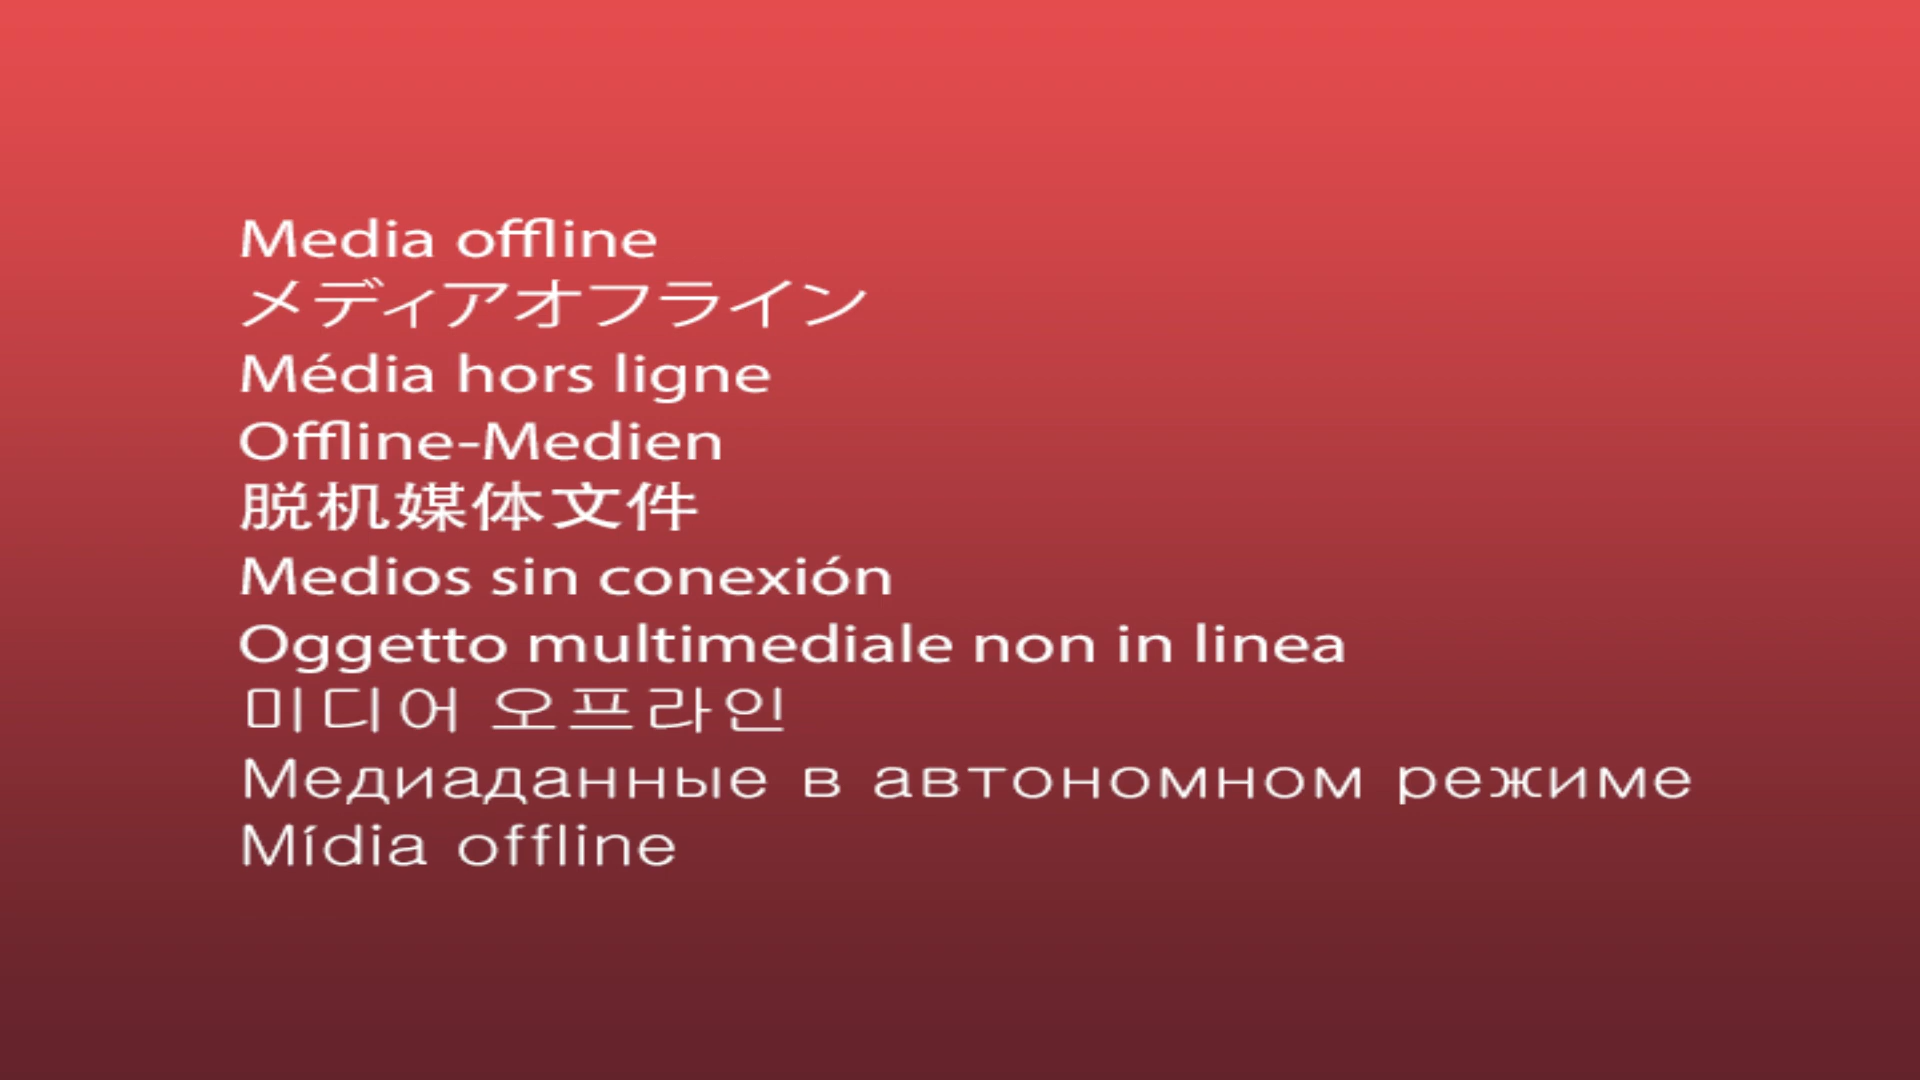 Media offline
メディアオフライン
Média hors ligne
Offline-Medien
脱机媒体文件
Medios sin conexión
Oggetto multimediale non in linea
미디어 오프라인
Медиаданные в автономном режиме
Mídia offline